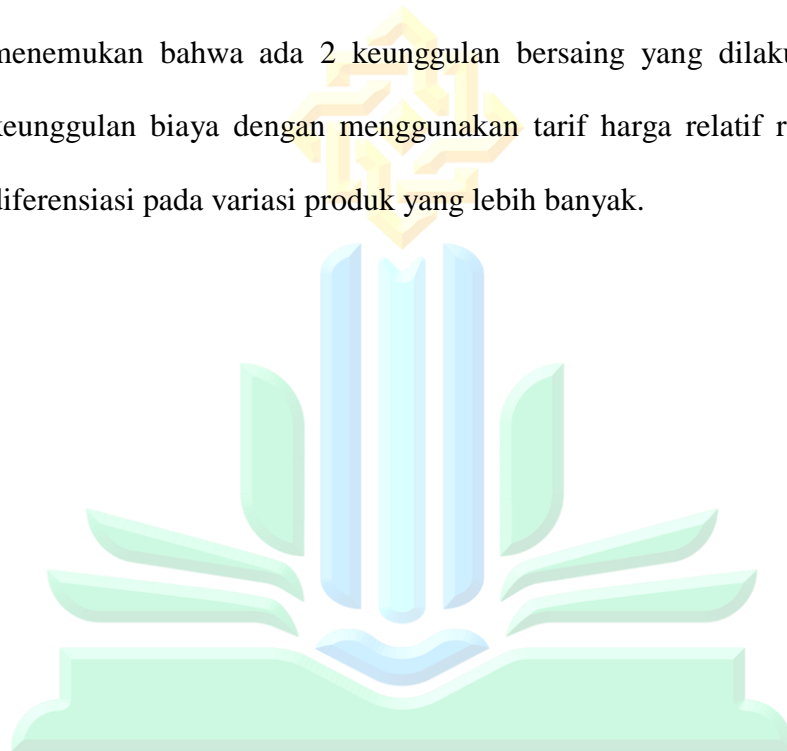 menemukan bahwa ada 2 keunggulan bersaing yang
keunggulan biaya dengan menggunakan tarif harga relatif
diferensiasi pada variasi produk yang lebih banyak.